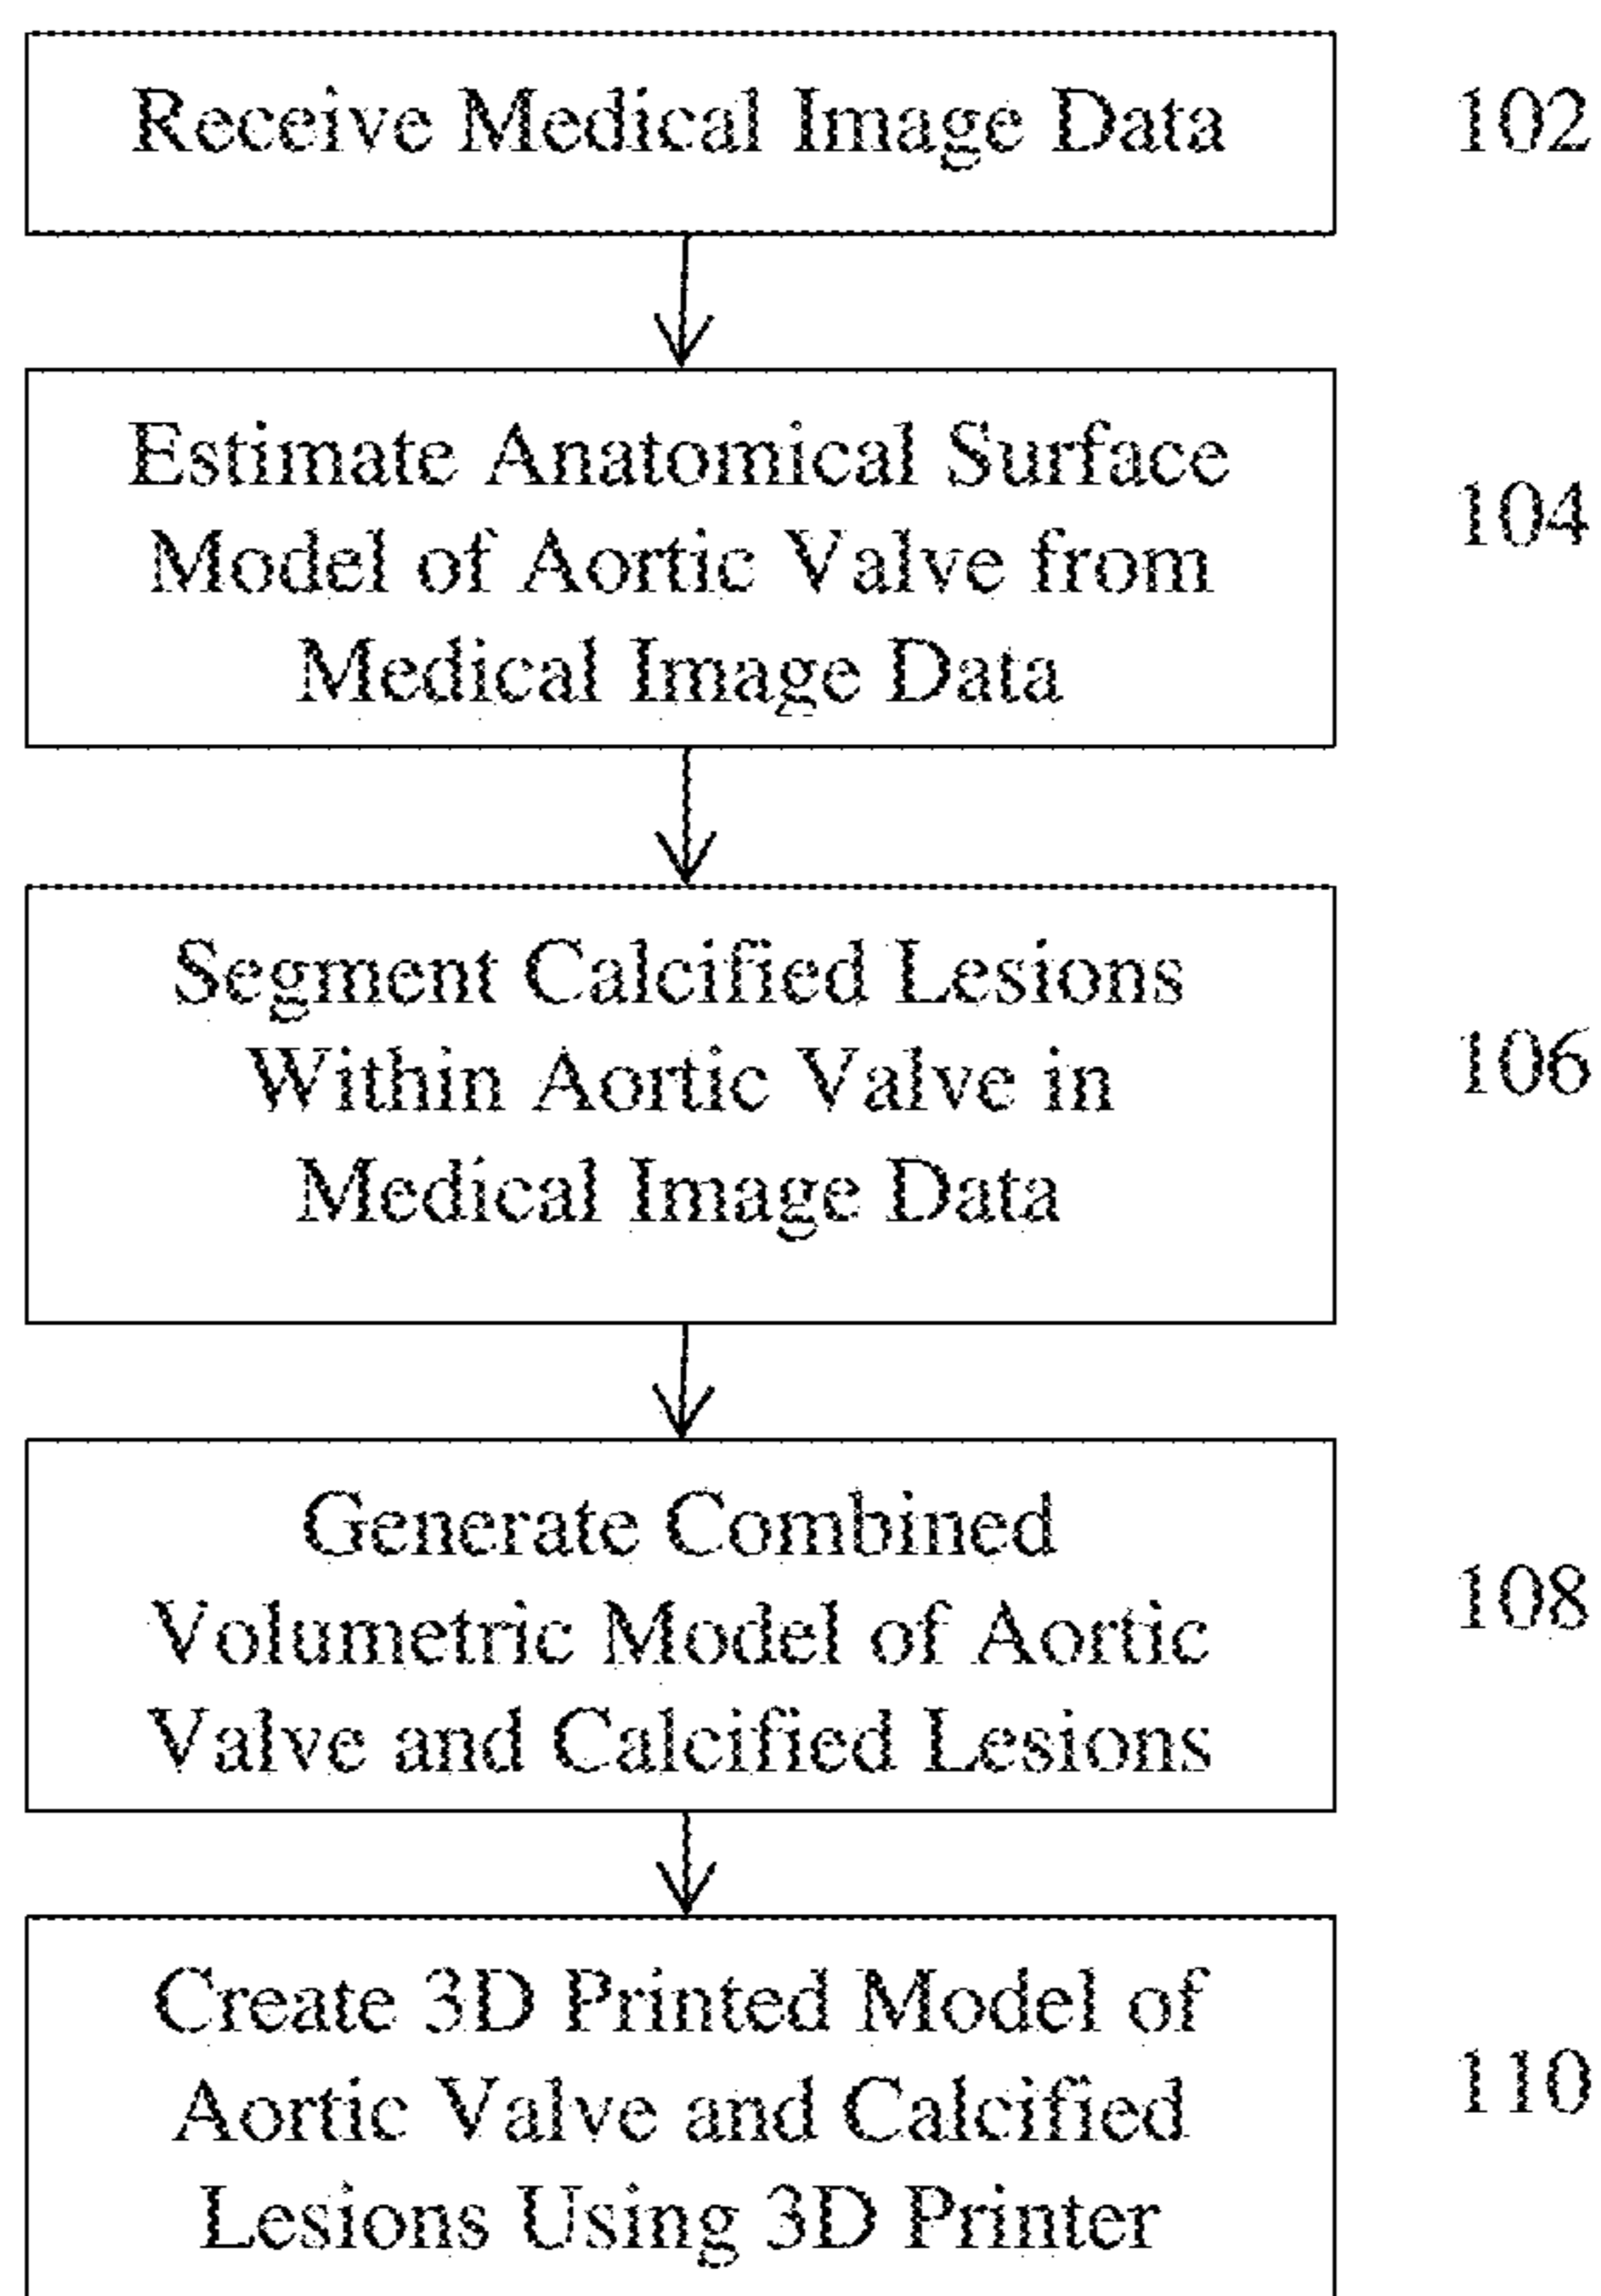 Receive Medical Image Data
102
Estimate Anatomical Surface
Model of Aortic Valve from
Medical Image Data
104
Segment Calcified Lesions
Within Aortic Valve in
Medical Image Data
106
Generate Combined
Volumetric Model of Aortic
Valve and Calcified Lesions
108
Create 3D Printed Model of
Aortic Valve and Calcified
Lesions Using 3D Printer
110